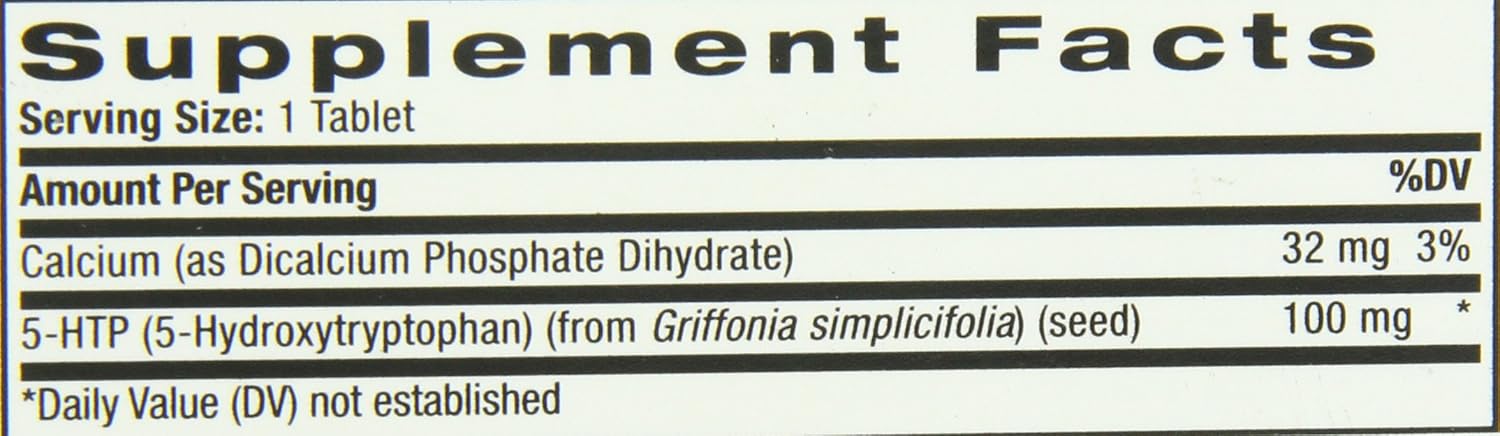 Supplement Facts
Serving Size: 1 Tablet
Amount Per Serving %DV
Calcium (as Dicalcium Phosphate Dihydrate) 32 mg 3%
5-HTP (5-Hydroxytryptophan) (from Griffonia simplicifolia) (seed) 100 mg *
*Daily Value (DV) not established